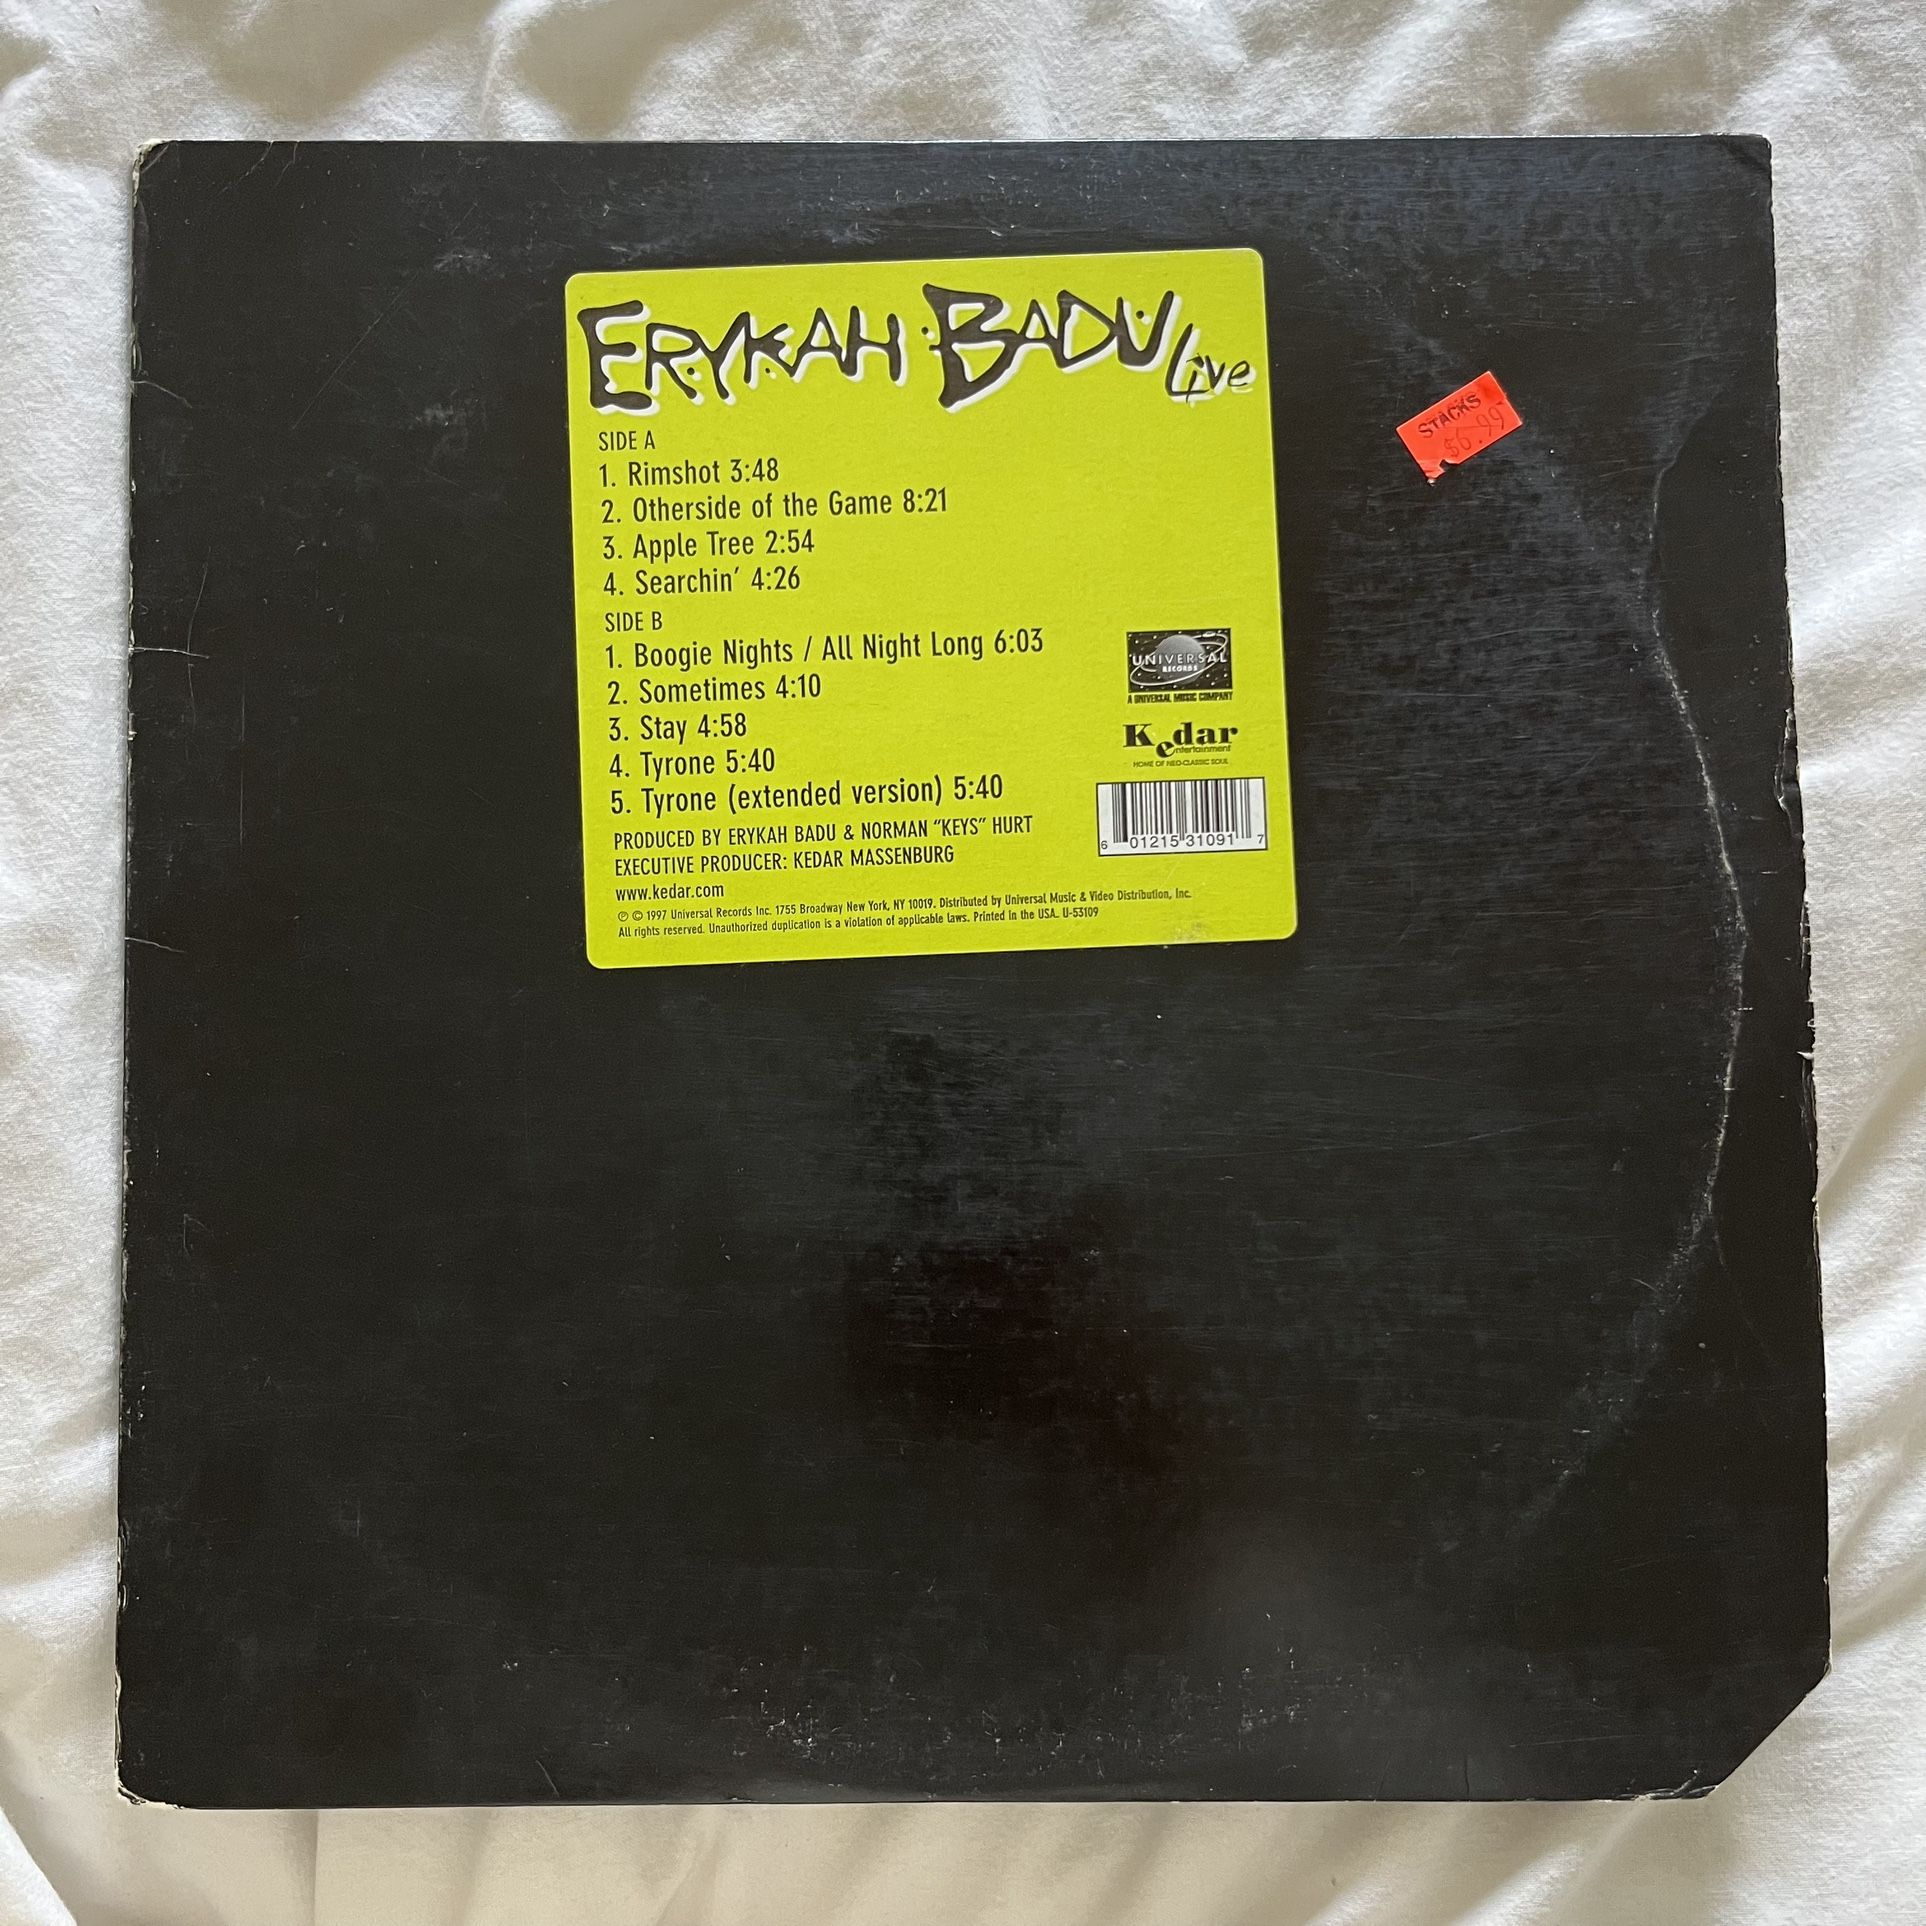 ERYKAH BADU Live
STACKS
$6.99
SIDE A
1. Rimshot 3:48
2. Otherside of the Game 8:21
3. Apple Tree 2:54
4. Searchin' 4:26
SIDE B
1. Boogie Nights / All Night Long 6:03
2. Sometimes 4:10
3. Stay 4:58
4. Tyrone 5:40
5. Tyrone (extended version) 5:40
PRODUCED BY ERYKAH BADU & NORMAN "KEYS" HURT
EXECUTIVE PRODUCER: KEDAR MASSENBURG
www.kedar.com
℗ © 1997 Universal Records Inc. 1755 Broadway New York, NY 10019. Distributed by Universal Music & Video Distribution, Inc.
All rights reserved. Unauthorized duplication is a violation of applicable laws. Printed in the USA. U-53109
UNIVERSAL
RECORDS
A UNIVERSAL MUSIC COMPANY
Kedar
Entertainment
HOME OF NEO-CLASSIC SOUL
6 01215 31091 7